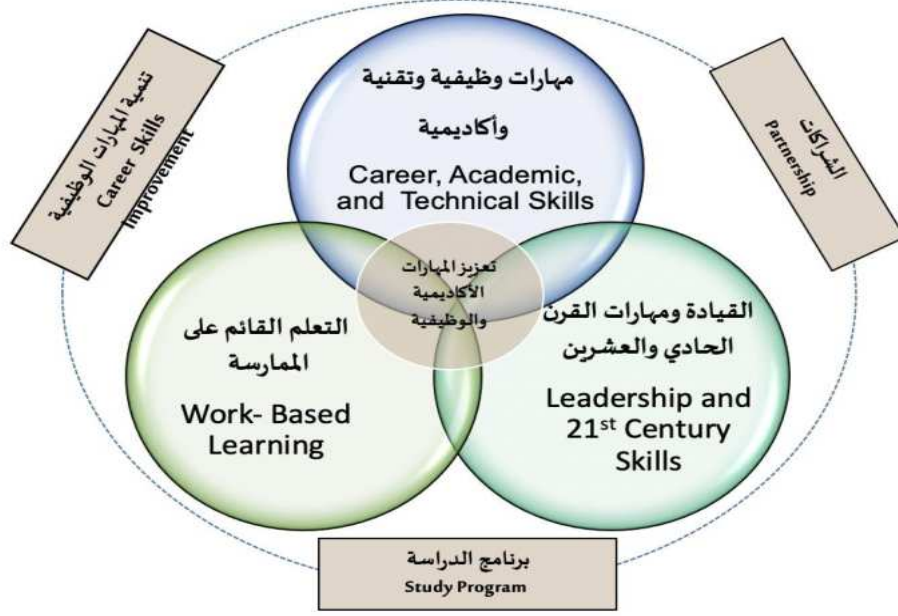 مهارات وظيفية وتقنية
وأكاديمية
Career, Academic,
and Technical Skills
تنمية المهارات الوظيفية
Career Skills
Improvement
الشراكات
Partnership
تعزيز المهارات
الأكاديمية
والوظيفية
التعلم القائم على
الممارسة
Work- Based
Learning
القيادة ومهارات القرن
الحادي والعشرين
Leadership and
21st Century
Skills
برنامج الدراسة
Study Program